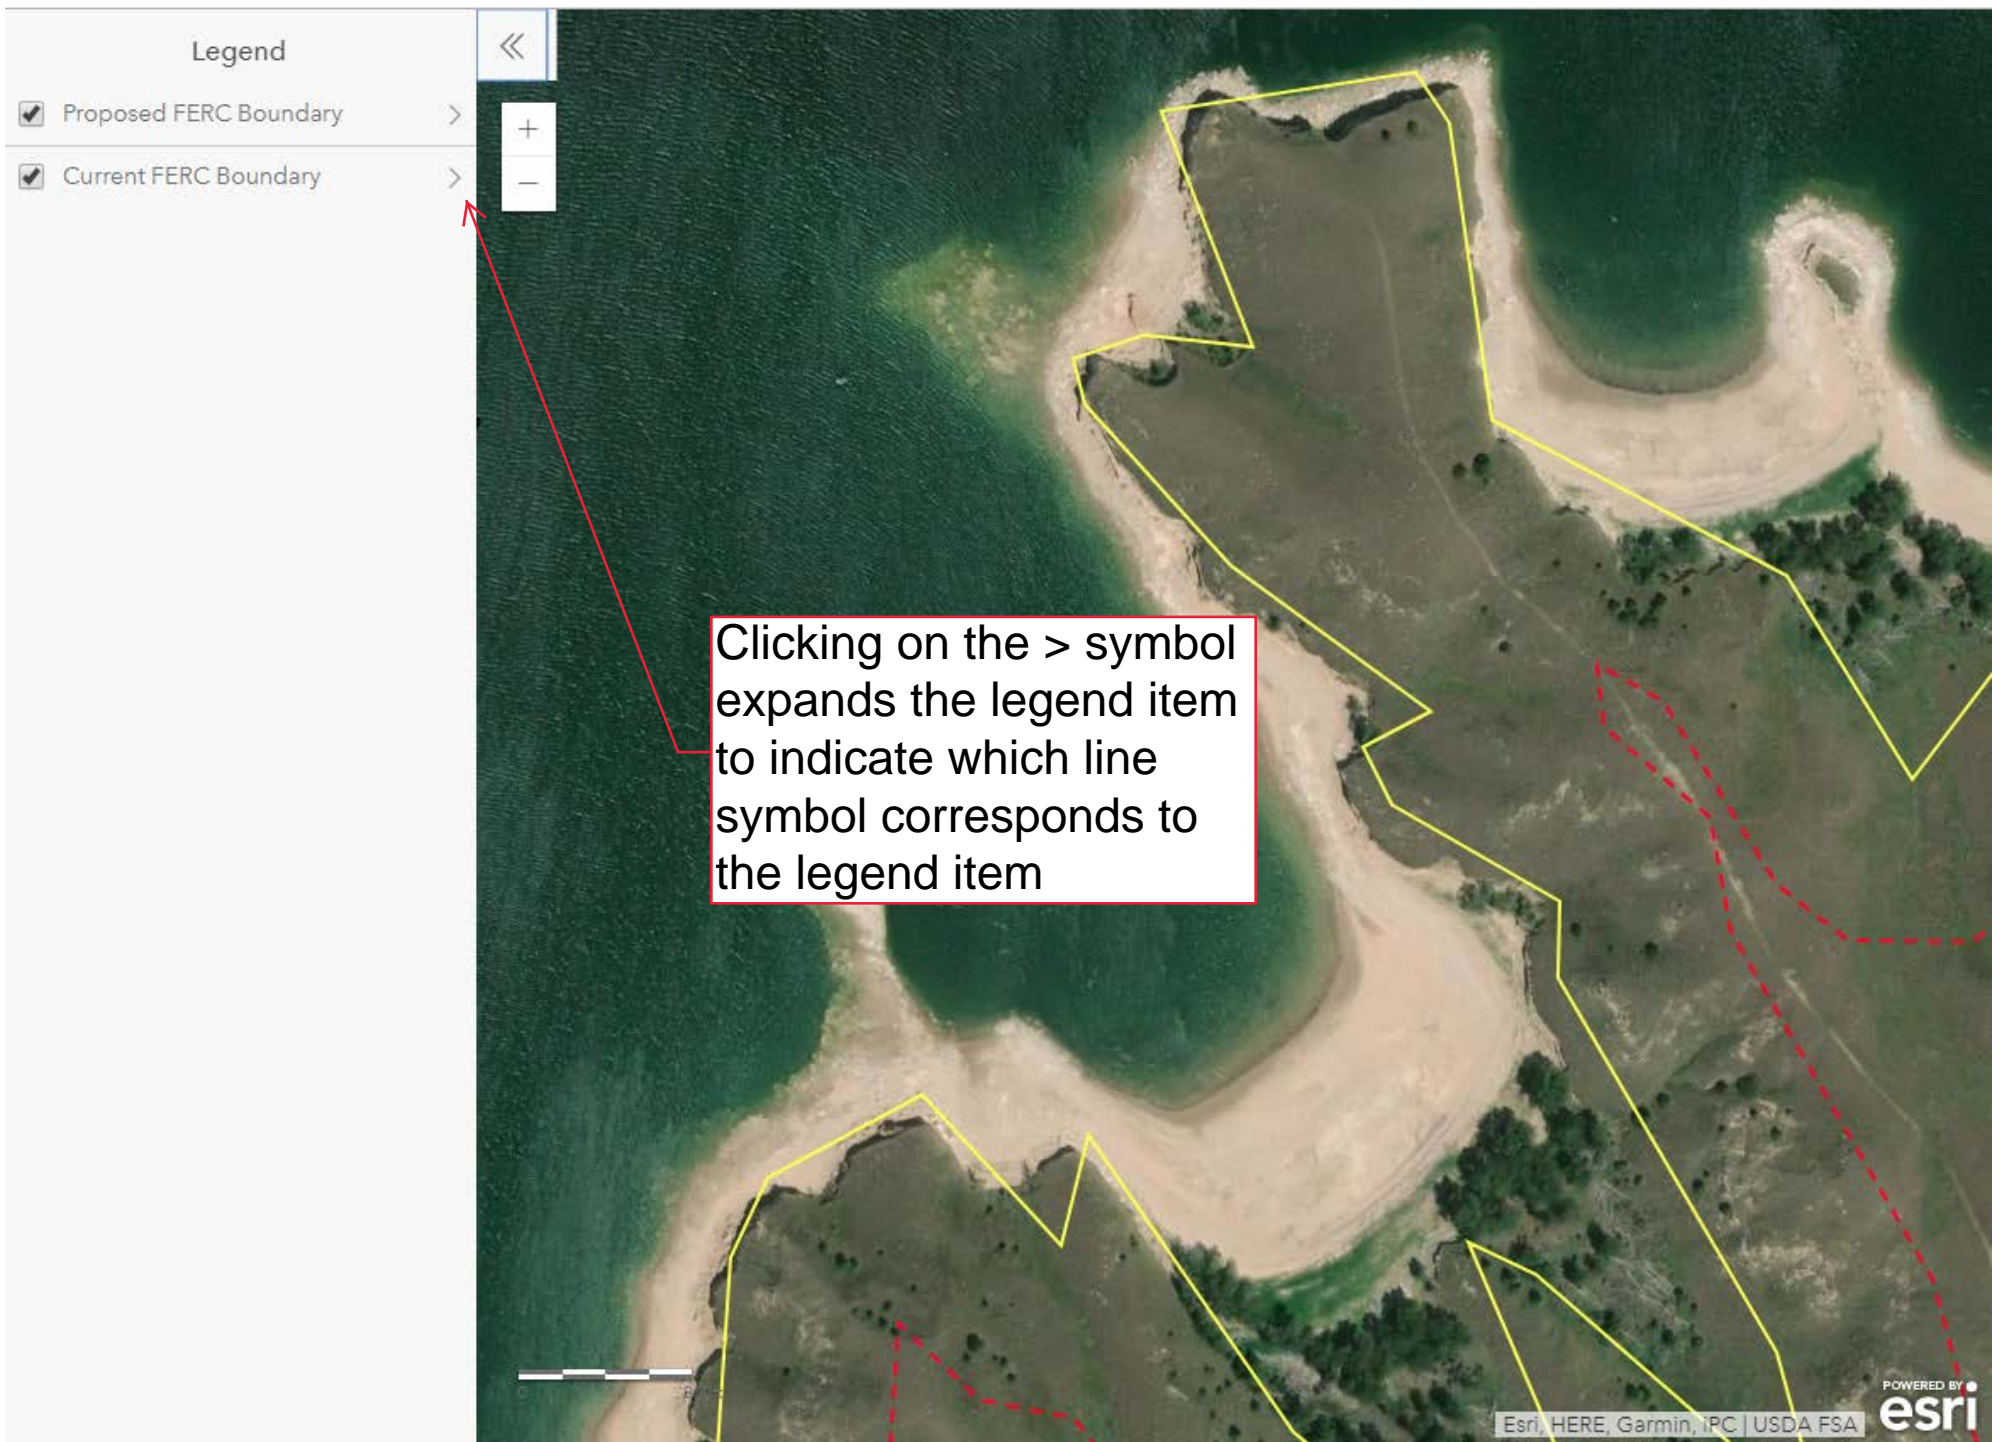 Legend
Proposed FERC Boundary
Current FERC Boundary
Clicking on the > symbol
expands the legend item
to indicate which line
symbol corresponds to
the legend item
Esri, HERE, Garmin, iPC | USDA FSA
POWERED BY
esri